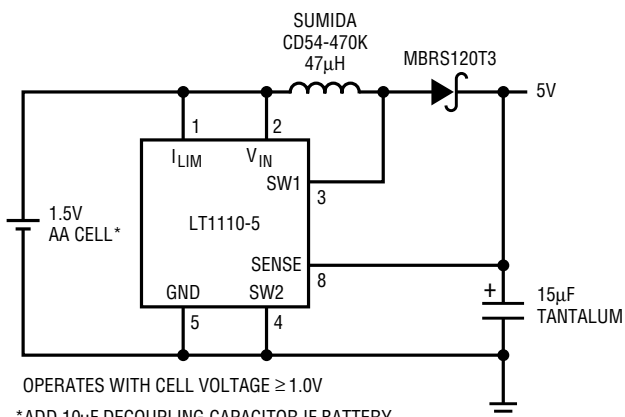 SUMIDA
CD54-470K
47μH
MBRS120T3
5V
1
2
I_LIM
V_IN
SW1
3
1.5V
AA CELL*
LT1110-5
SENSE
8
GND
SW2
5
4
+
15μF
TANTALUM
OPERATES WITH CELL VOLTAGE ≥1.0V
*ADD 10μF DECOUPLING CAPACITOR IF BATTERY